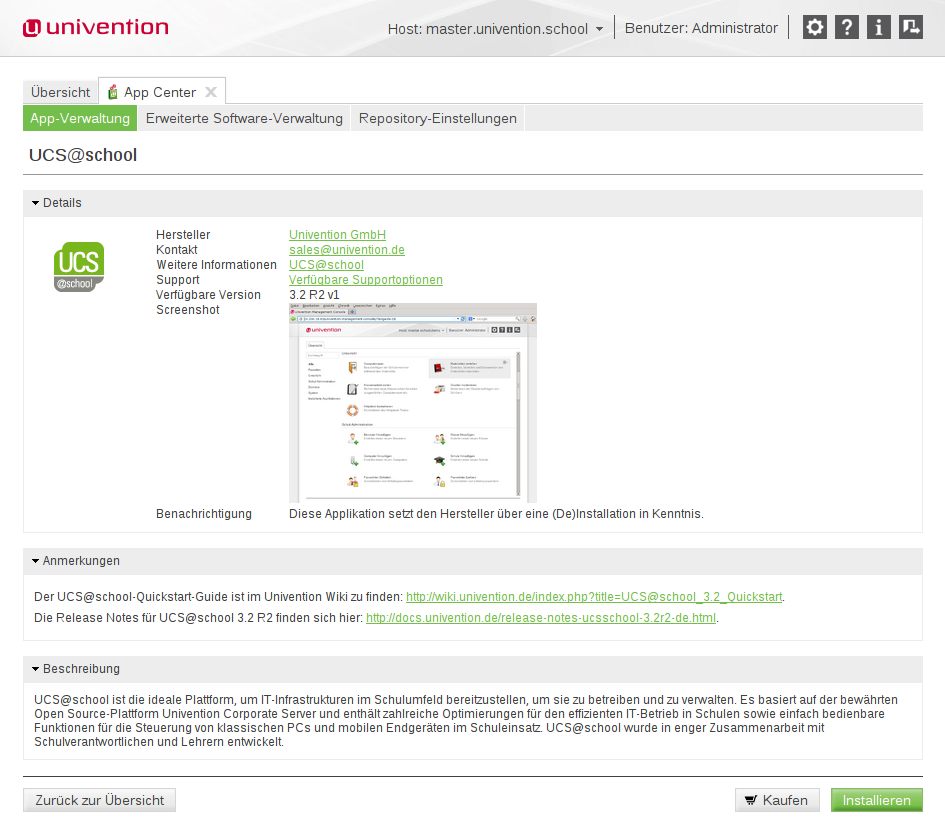 univention
Host: master.univention.school
Benutzer: Administrator
Übersicht
App Center
App-Verwaltung
Erweiterte Software-Verwaltung
Repository-Einstellungen
UCS@school
Details
UCS
@school
Hersteller Univention GmbH
Kontakt sales@univention.de
Weitere Informationen UCS@school
Support Verfügbare Supportoptionen
Verfügbare Version 3.2 R2 v1
Screenshot
univention
Benachrichtigung Diese Applikation setzt den Hersteller über eine (De)Installation in Kenntnis.
Anmerkungen
Der UCS@school-Quickstart-Guide ist im Univention Wiki zu finden: http://wiki.univention.de/index.php?title=UCS@school_3.2_Quickstart.
Die Release Notes für UCS@school 3.2 R2 finden sich hier: http://docs.univention.de/release-notes-ucsschool-3.2r2-de.html.
Beschreibung
UCS@school ist die ideale Plattform, um IT-Infrastrukturen im Schulumfeld bereitzustellen, um sie zu betreiben und zu verwalten. Es basiert auf der bewährten
Open Source-Plattform Univention Corporate Server und enthält zahlreiche Optimierungen für den effizienten IT-Betrieb in Schulen sowie einfach bedienbare
Funktionen für die Steuerung von klassischen PCs und mobilen Endgeräten im Schuleinsatz. UCS@school wurde in enger Zusammenarbeit mit
Schulverantwortlichen und Lehrern entwickelt.
Zurück zur Übersicht
Kaufen
Installieren